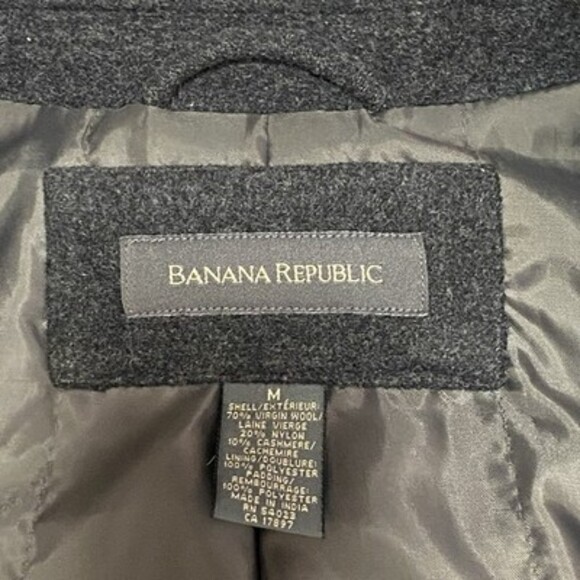 BANANA REPUBLIC
M
SHELL/EXTÉRIEUR:
70% VIRGIN WOOL/
LAINE VIERGE
20% NYLON
10% CASHMERE/
CACHEMIRE
LINING/DOUBLURE:
100% POLYESTER
PADDING/
REMBOURRAGE:
100% POLYESTER
MADE IN INDIA
RN 54023
CA 17897